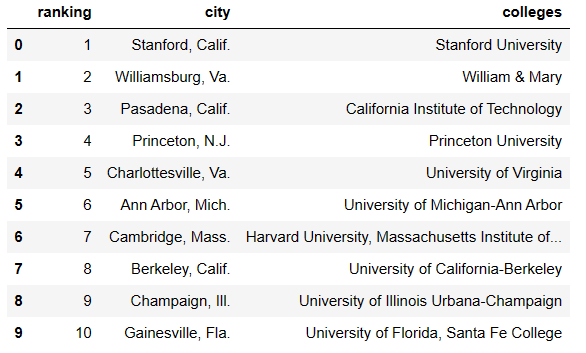 ranking city colleges
0 1 Stanford, Calif. Stanford University
1 2 Williamsburg, Va. William & Mary
2 3 Pasadena, Calif. California Institute of Technology
3 4 Princeton, N.J. Princeton University
4 5 Charlottesville, Va. University of Virginia
5 6 Ann Arbor, Mich. University of Michigan-Ann Arbor
6 7 Cambridge, Mass. Harvard University, Massachusetts Institute of...
7 8 Berkeley, Calif. University of California-Berkeley
8 9 Champaign, Ill. University of Illinois Urbana-Champaign
9 10 Gainesville, Fla. University of Florida, Santa Fe College